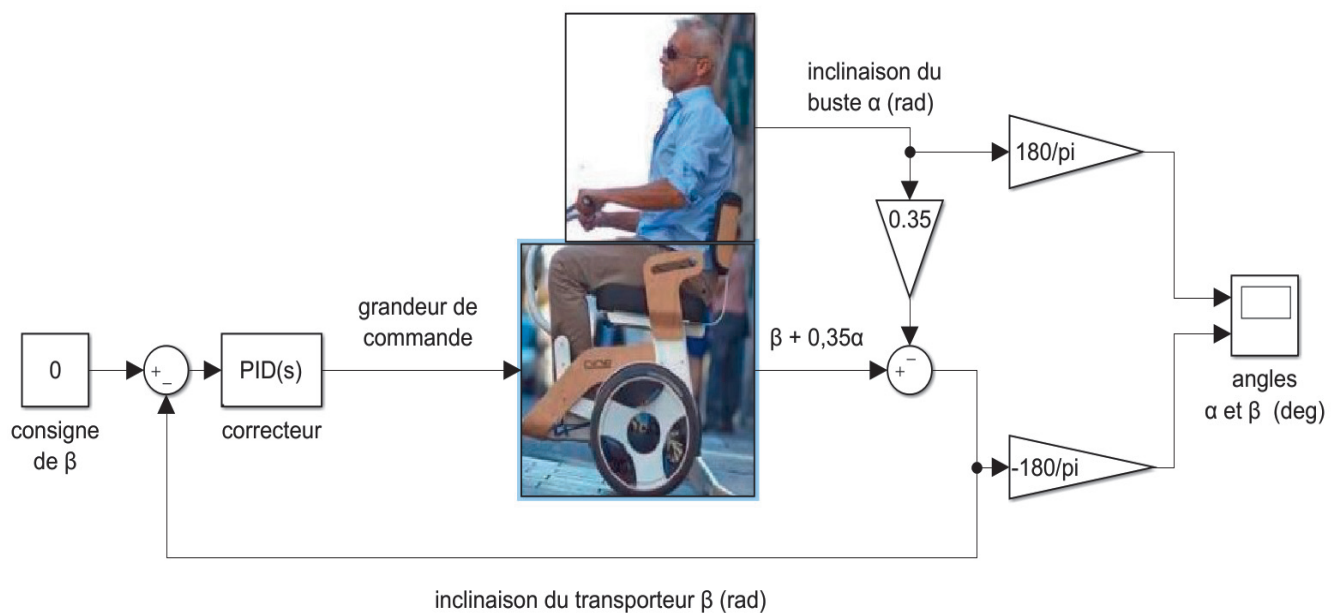 inclinaison du
buste α (rad)
180/pi
0.35
grandeur de
commande
β + 0,35α
0
+
−
PID(s)
+
−
consigne
de β
correcteur
angles
α et β (deg)
-180/pi
inclinaison du transporteur β (rad)